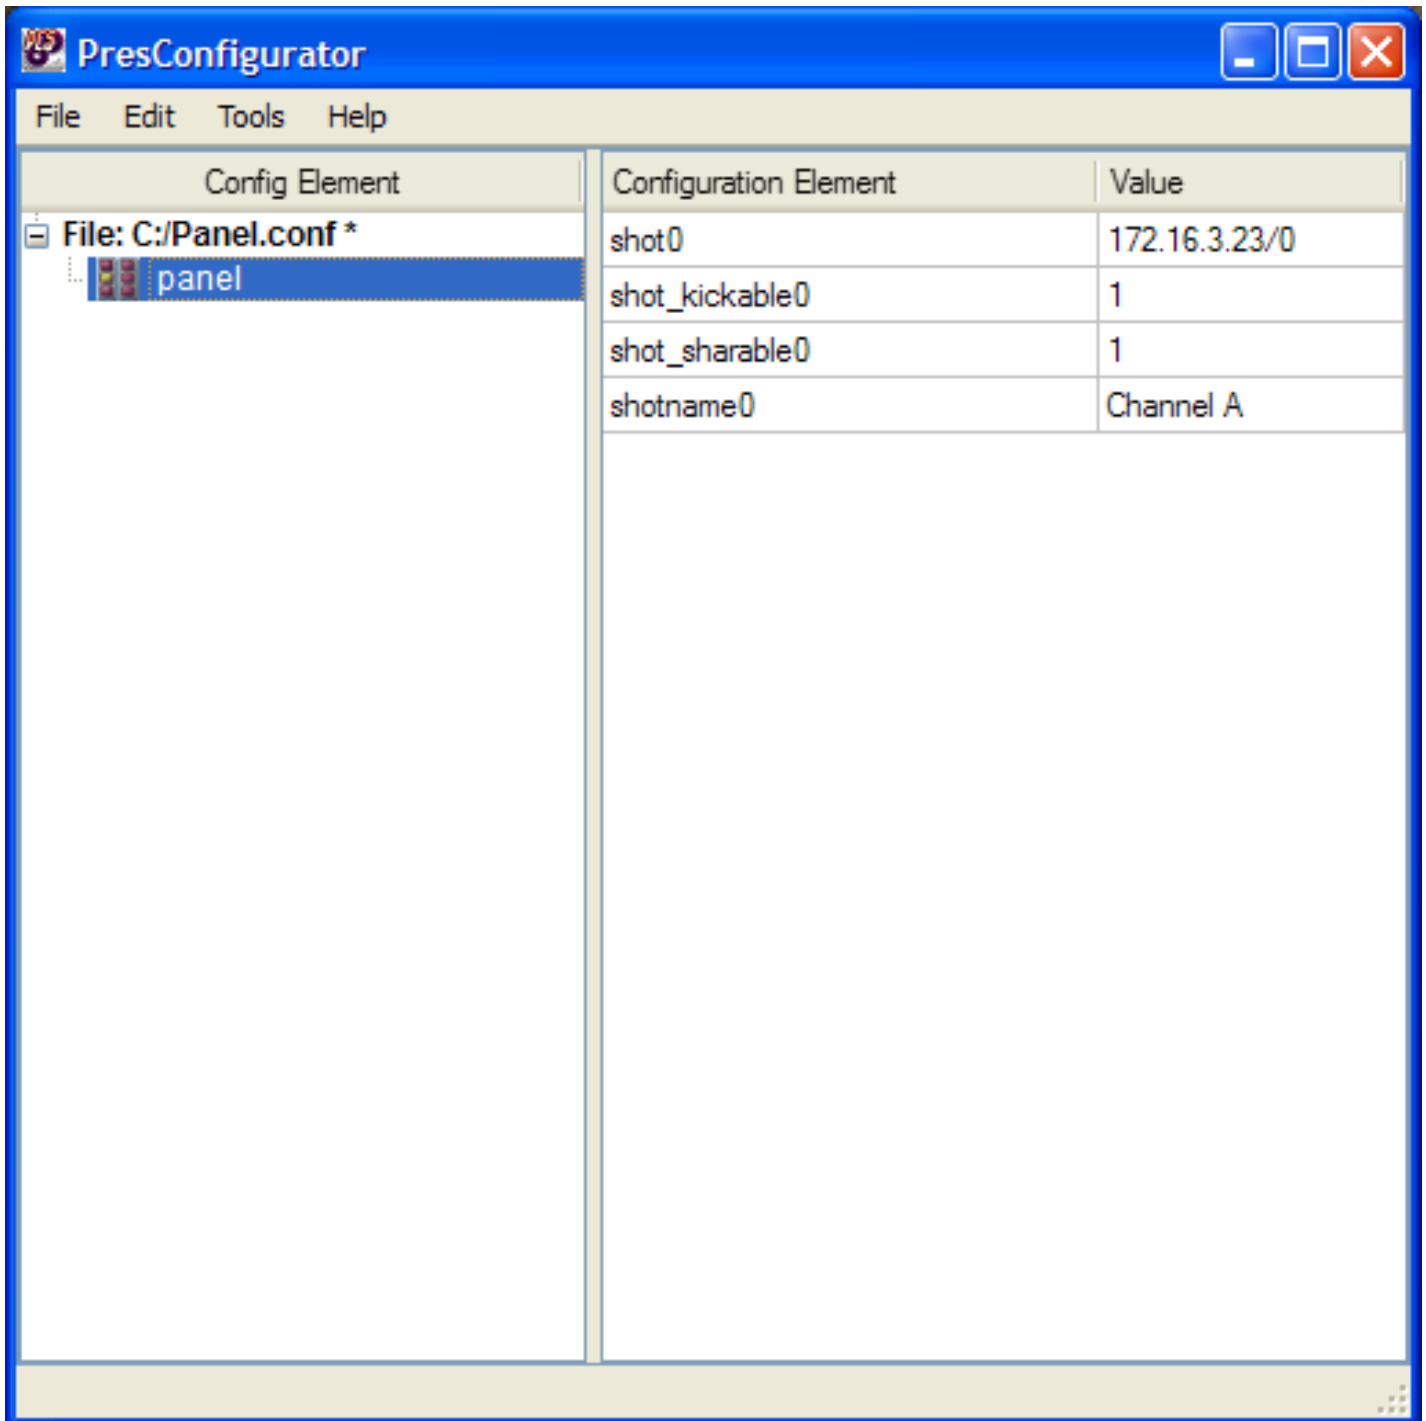 PresConfigurator
File Edit Tools Help
Config Element
File: C:/Panel.conf *
panel
Configuration Element Value
shot0 172.16.3.23/0
shot_kickable0 1
shot_sharable0 1
shotname0 Channel A